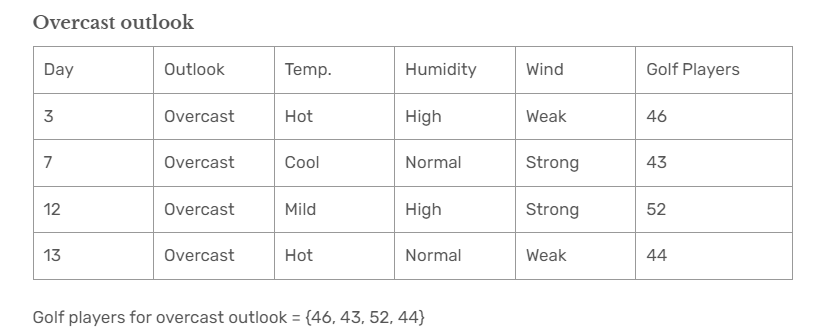 Overcast outlook
Day Outlook Temp. Humidity Wind Golf Players
3 Overcast Hot High Weak 46
7 Overcast Cool Normal Strong 43
12 Overcast Mild High Strong 52
13 Overcast Hot Normal Weak 44
Golf players for overcast outlook = {46, 43, 52, 44}